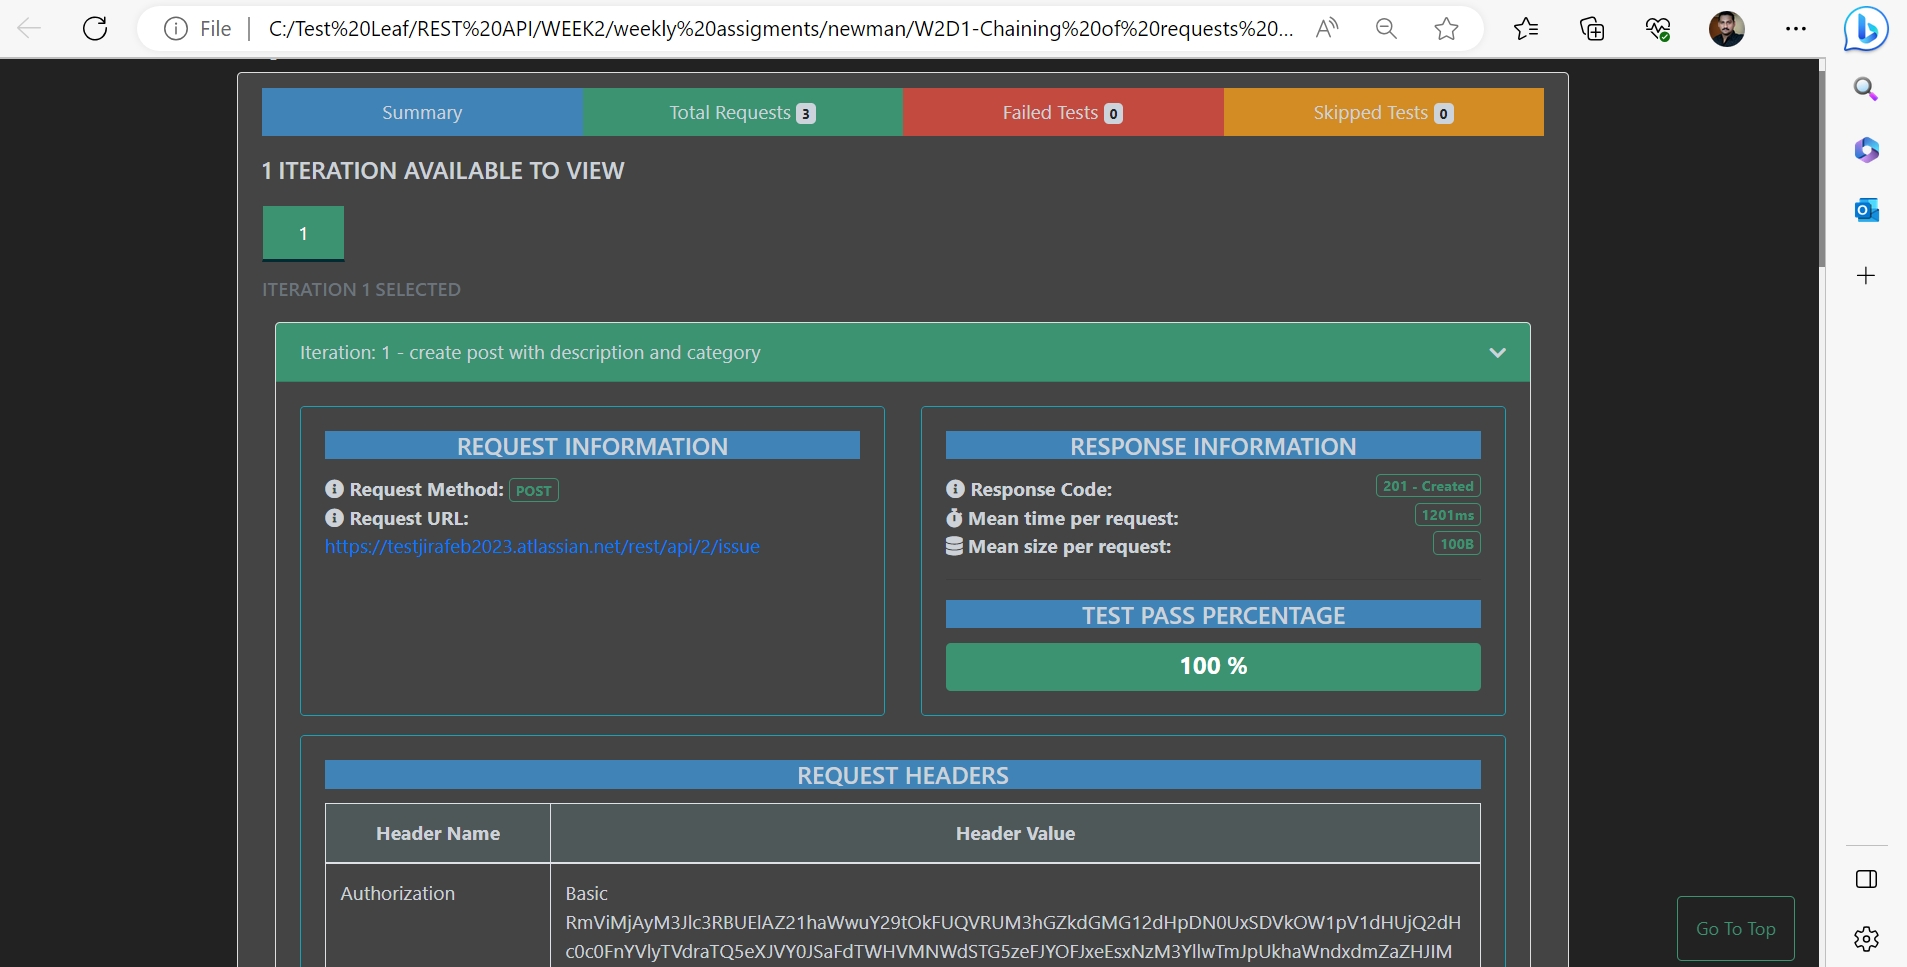 File
C:/Test%20Leaf/REST%20API/WEEK2/weekly%20assigments/newman/W2D1-Chaining%20of%20requests%20...
Summary
Total Requests 3
Failed Tests 0
Skipped Tests 0
1 ITERATION AVAILABLE TO VIEW
1
ITERATION 1 SELECTED
Iteration: 1 - create post with description and category
REQUEST INFORMATION
Request Method: POST
Request URL:
https://testjirafeb2023.atlassian.net/rest/api/2/issue
RESPONSE INFORMATION
Response Code: 201 - Created
Mean time per request: 1201ms
Mean size per request: 100B
TEST PASS PERCENTAGE
100 %
REQUEST HEADERS
Header Name Header Value
Authorization Basic
Go To Top